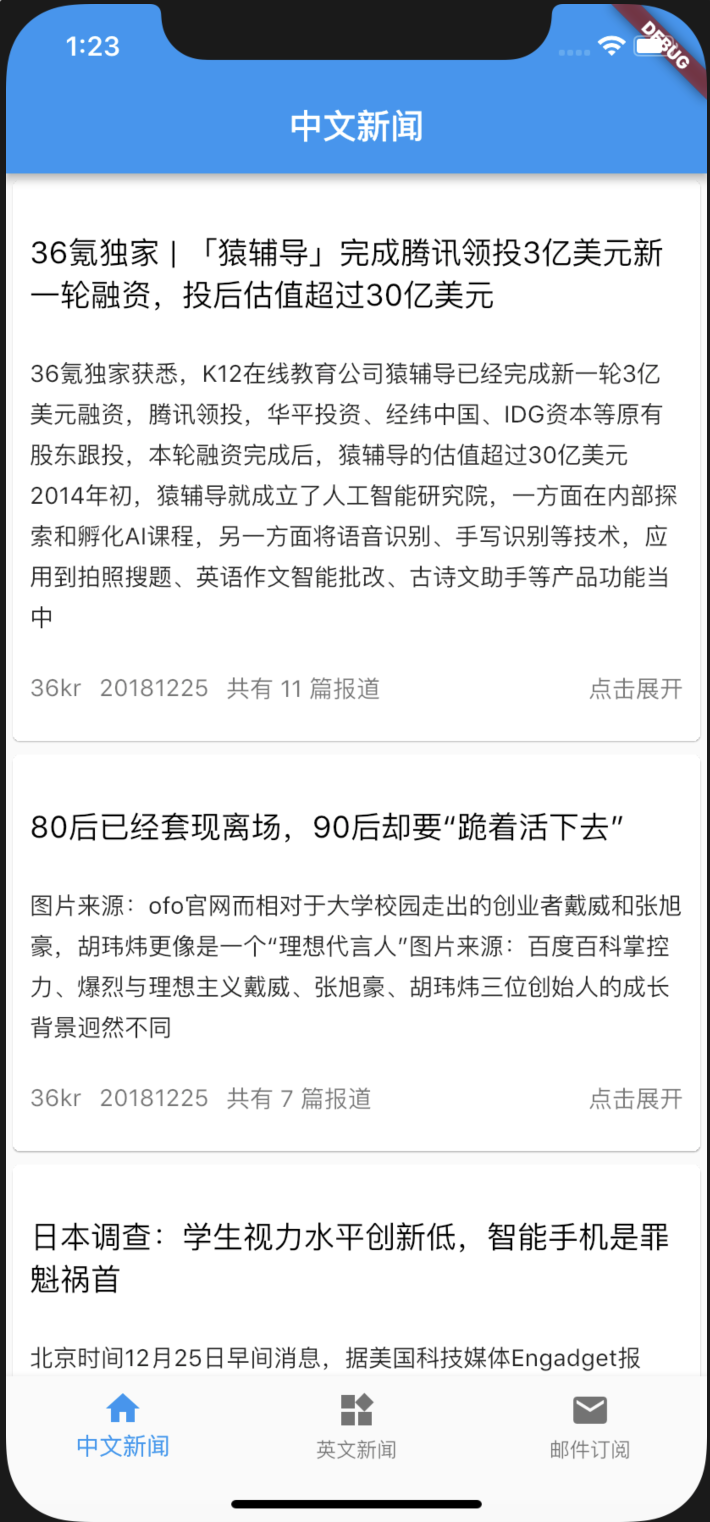 1:23
DEBUG
中文新闻
36氪独家 | 「猿辅导」完成腾讯领投3亿美元新
一轮融资，投后估值超过30亿美元
36氪独家获悉，K12在线教育公司猿辅导已经完成新一轮3亿
美元融资，腾讯领投，华平投资、经纬中国、IDG资本等原有
股东跟投，本轮融资完成后，猿辅导的估值超过30亿美元
2014年初，猿辅导就成立了人工智能研究院，一方面在内部探
索和孵化AI课程，另一方面将语音识别、手写识别等技术，应
用到拍照搜题、英语作文智能批改、古诗文助手等产品功能当
中
36kr 20181225 共有 11 篇报道 点击展开
80后已经套现离场，90后却要“跪着活下去”
图片来源：ofo官网而相对于大学校园走出的创业者戴威和张旭
豪，胡玮炜更像是一个“理想代言人”图片来源：百度百科掌控
力、爆烈与理想主义戴威、张旭豪、胡玮炜三位创始人的成长
背景迥然不同
36kr 20181225 共有 7 篇报道 点击展开
日本调查：学生视力水平创新低，智能手机是罪
魁祸首
北京时间12月25日早间消息，据美国科技媒体Engadget报
中文新闻 英文新闻 邮件订阅